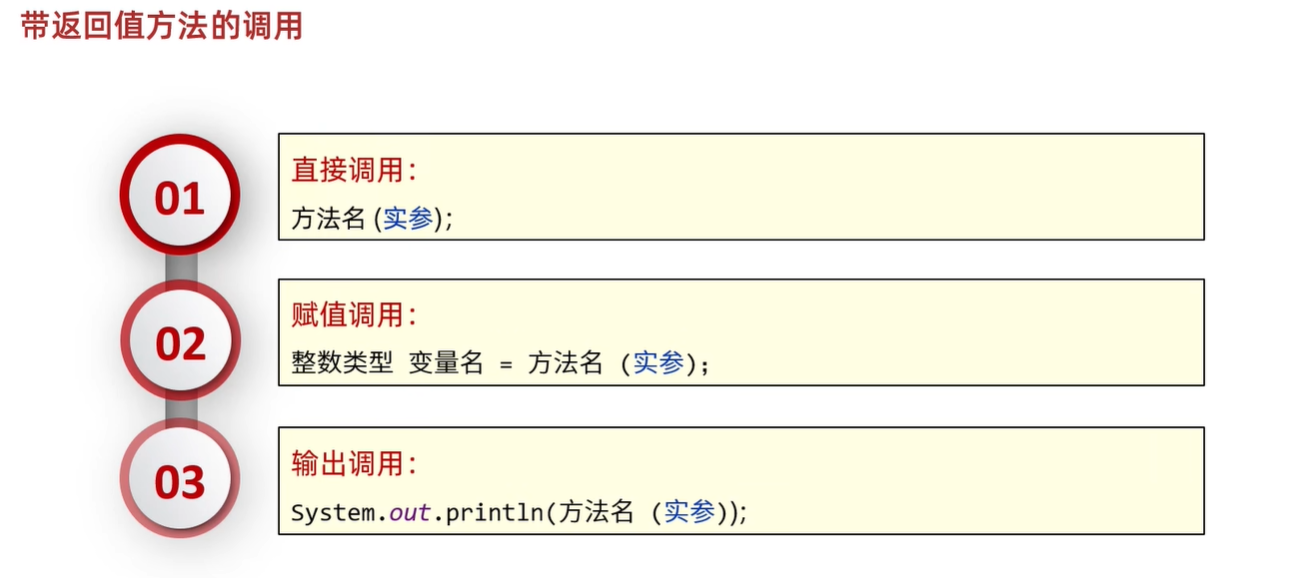 带返回值方法的调用
01
直接调用：
方法名(实参);
02
赋值调用：
整数类型 变量名 = 方法名 (实参);
03
输出调用：
System.out.println(方法名 (实参));